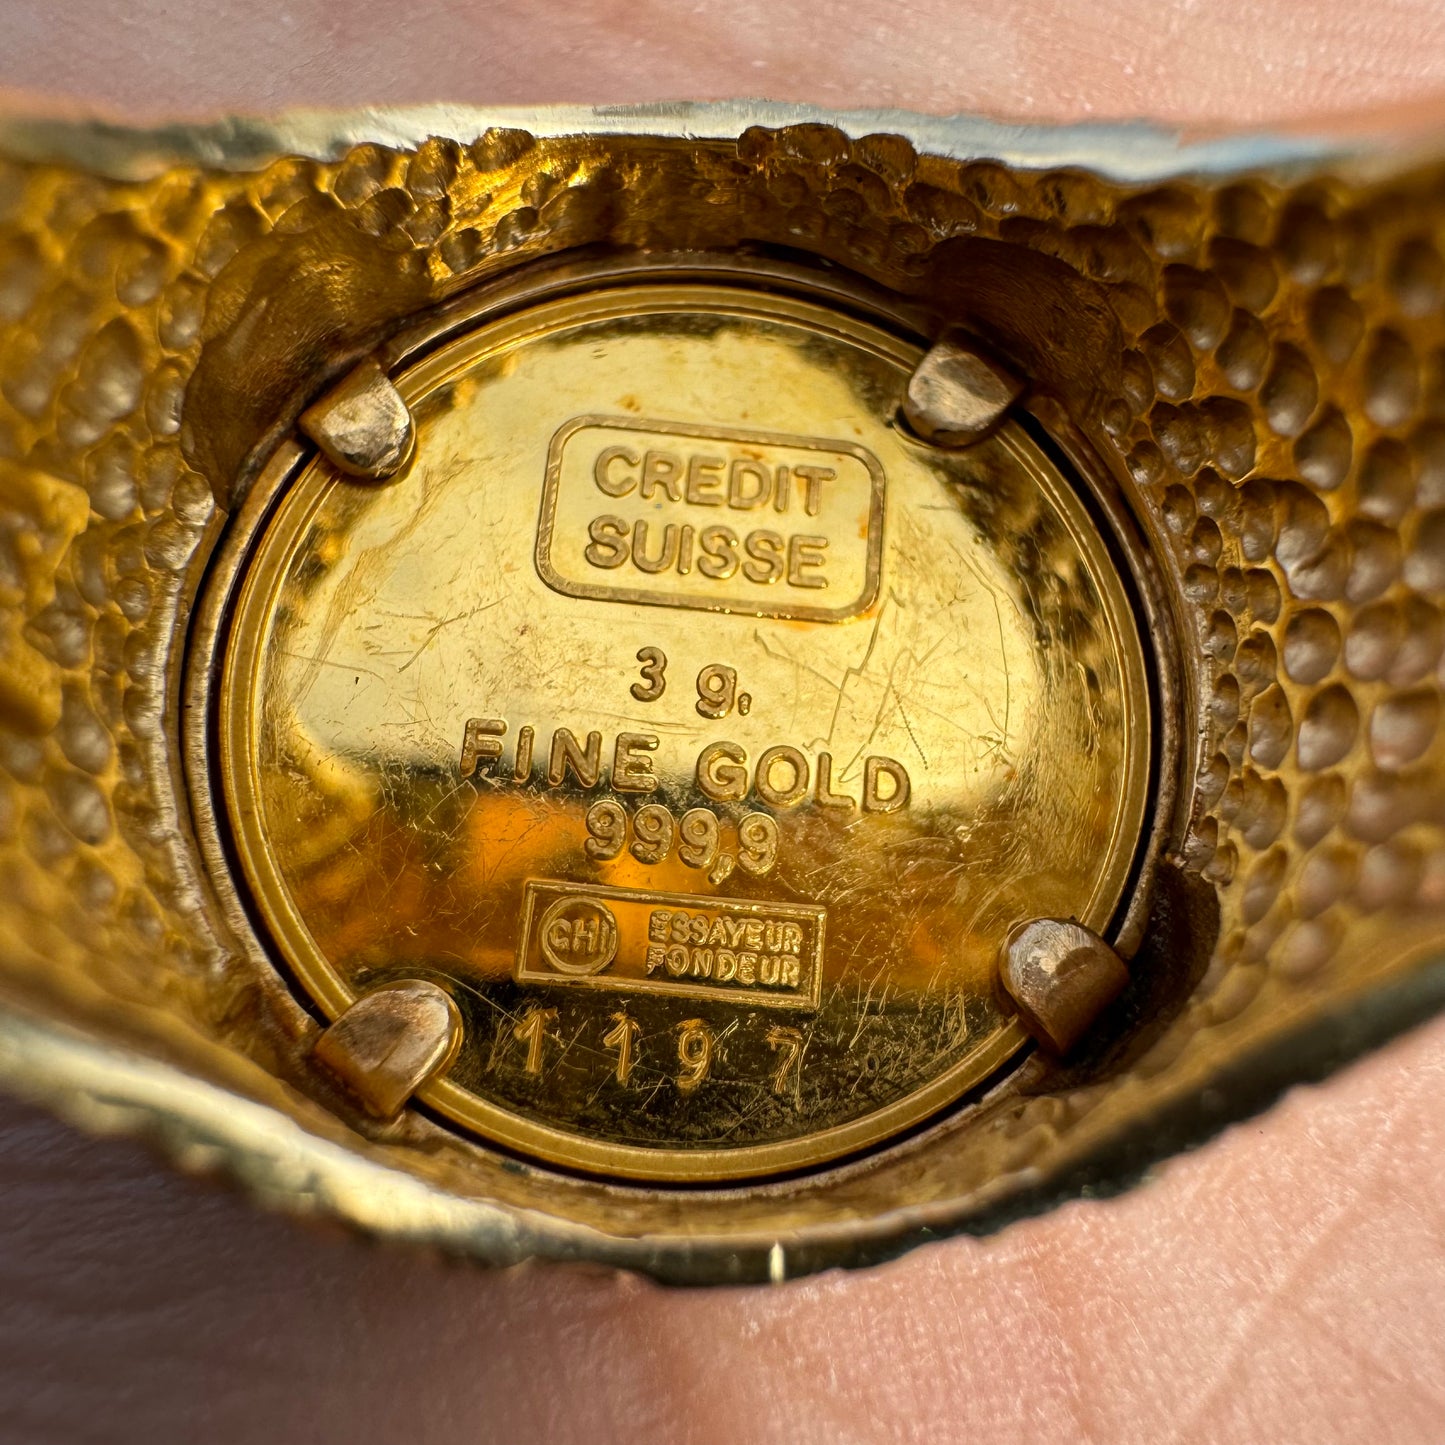 CREDIT
SUISSE
3 g.
FINE GOLD
999,9
CHI ESSAYEUR
FONDEUR
1197